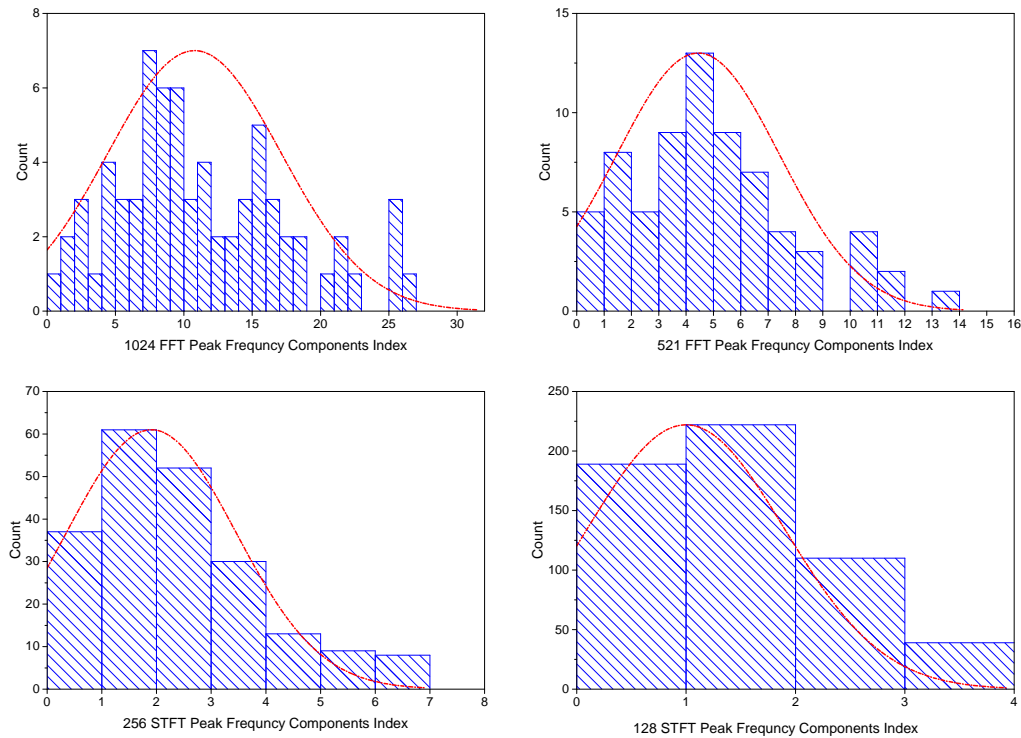 8
6
4
2
0
Count
0 5 10 15 20 25 30
1024 FFT Peak Frequncy Components Index
15
10
5
0
Count
0 1 2 3 4 5 6 7 8 9 10 11 12 13 14 15 16
521 FFT Peak Frequncy Components Index
70
60
50
40
30
20
10
0
Count
0 1 2 3 4 5 6 7 8
256 STFT Peak Frequncy Components Index
250
200
150
100
50
0
Count
0 1 2 3 4
128 STFT Peak Frequncy Components Index